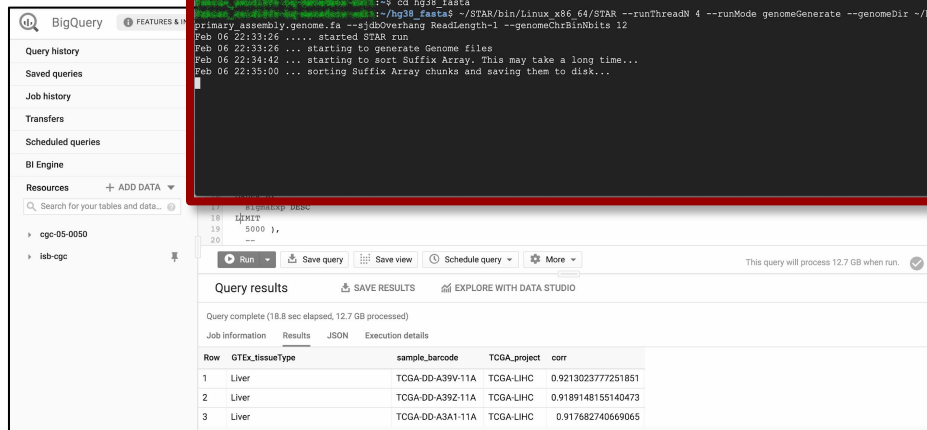 BigQuery
FEATURES & IN
Query history
Saved queries
Job history
Transfers
Scheduled queries
BI Engine
Resources
+ ADD DATA
Search for your tables and data...
cgc-05-0050
isb-cgc
:~$ cd hg38_fasta
:~/hg38_fasta$ ~/STAR/bin/Linux_x86_64/STAR --runThreadN 4 --runMode genomeGenerate --genomeDir ~/
primary_assembly.genome.fa --sjdbOverhang ReadLength-1 --genomeChrBinNbits 12
Feb 06 22:33:26 ..... started STAR run
Feb 06 22:33:26 ... starting to generate Genome files
Feb 06 22:34:42 ... starting to sort Suffix Array. This may take a long time...
Feb 06 22:35:00 ... sorting Suffix Array chunks and saving them to disk...
17 DESC
18 LIMIT
19 5000 ),
20 --
Run
Save query
Save view
Schedule query
More
This query will process 12.7 GB when run.
Query results
SAVE RESULTS
EXPLORE WITH DATA STUDIO
Query complete (18.8 sec elapsed, 12.7 GB processed)
Job information Results JSON Execution details
Row GTEx_tissueType sample_barcode TCGA_project corr
1 Liver TCGA-DD-A39V-11A TCGA-LIHC 0.9213023777251851
2 Liver TCGA-DD-A39Z-11A TCGA-LIHC 0.9189148155140473
3 Liver TCGA-DD-A3A1-11A TCGA-LIHC 0.917682740669065